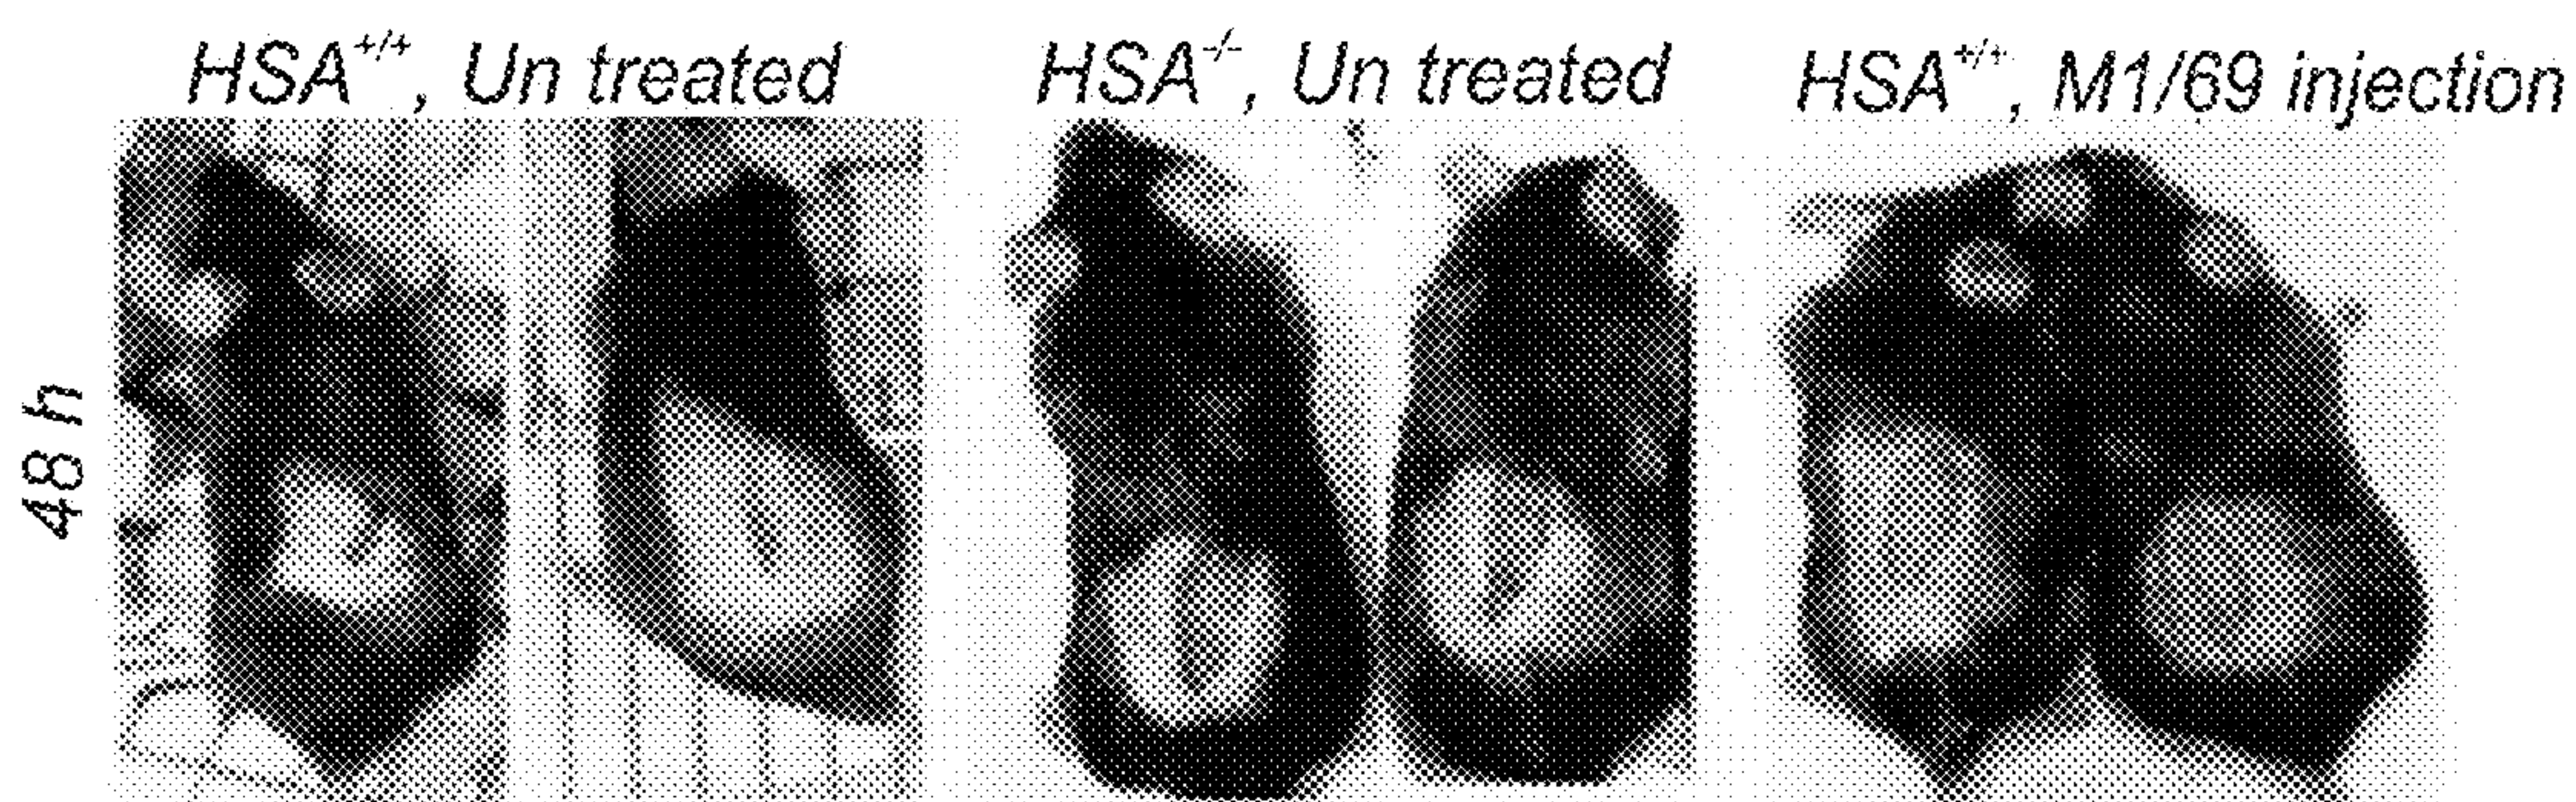 HSA+/+, Un treated
HSA-/-, Un treated
HSA+/+, M1/69 injection
48 h